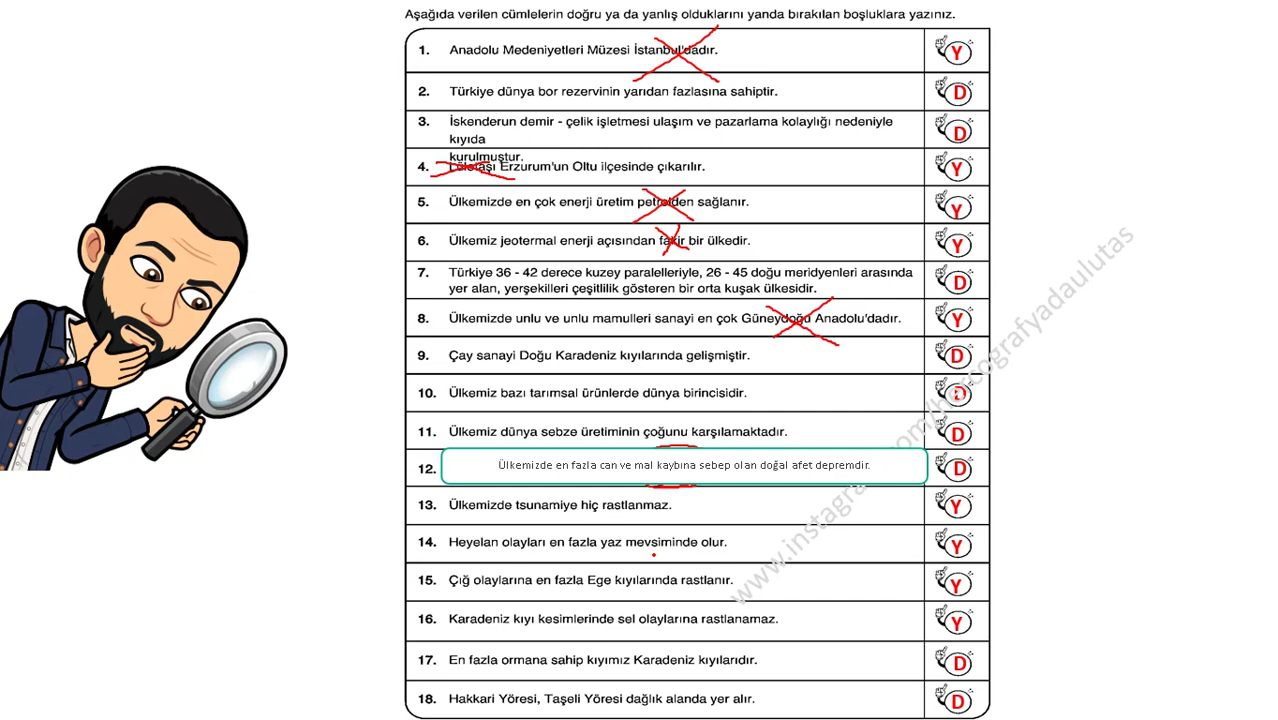 Aşağıda verilen cümlelerin doğru ya da yanlış olduklarını yanda bırakılan boşluklara yazınız.
1. Anadolu Medeniyetleri Müzesi İstanbul'dadır. Y
2. Türkiye dünya bor rezervinin yarıdan fazlasına sahiptir. D
3. İskenderun demir - çelik işletmesi ulaşım ve pazarlama kolaylığı nedeniyle
kıyıda
kurulmuştur. D
4. Lületaşı Erzurum'un Oltu ilçesinde çıkarılır. Y
5. Ülkemizde en çok enerji üretim petrolden sağlanır. Y
6. Ülkemiz jeotermal enerji açısından fakir bir ülkedir. Y
7. Türkiye 36 - 42 derece kuzey paralelleriyle, 26 - 45 doğu meridyenleri arasında
yer alan, yerşekilleri çeşitlilik gösteren bir orta kuşak ülkesidir. D
8. Ülkemizde unlu ve unlu mamulleri sanayi en çok Güneydoğu Anadolu'dadır. Y
9. Çay sanayi Doğu Karadeniz kıyılarında gelişmiştir. D
10. Ülkemiz bazı tarımsal ürünlerde dünya birincisidir. D
11. Ülkemiz dünya sebze üretiminin çoğunu karşılamaktadır. D
12. Ülkemizde en fazla can ve mal kaybına sebep olan doğal afet depremdir. D
13. Ülkemizde tsunamiye hiç rastlanmaz. Y
14. Heyelan olayları en fazla yaz mevsiminde olur. Y
15. Çığ olaylarına en fazla Ege kıyılarında rastlanır. Y
16. Karadeniz kıyı kesimlerinde sel olaylarına rastlanamaz. Y
17. En fazla ormana sahip kıyımız Karadeniz kıyılarıdır. D
18. Hakkari Yöresi, Taşeli Yöresi dağlık alanda yer alır. D